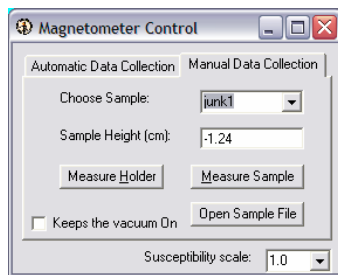 Magnetometer Control
Automatic Data Collection Manual Data Collection
Choose Sample: junk1
Sample Height (cm): -1.24
Measure Holder Measure Sample
Keeps the vacuum On Open Sample File
Susceptibility scale: 1.0